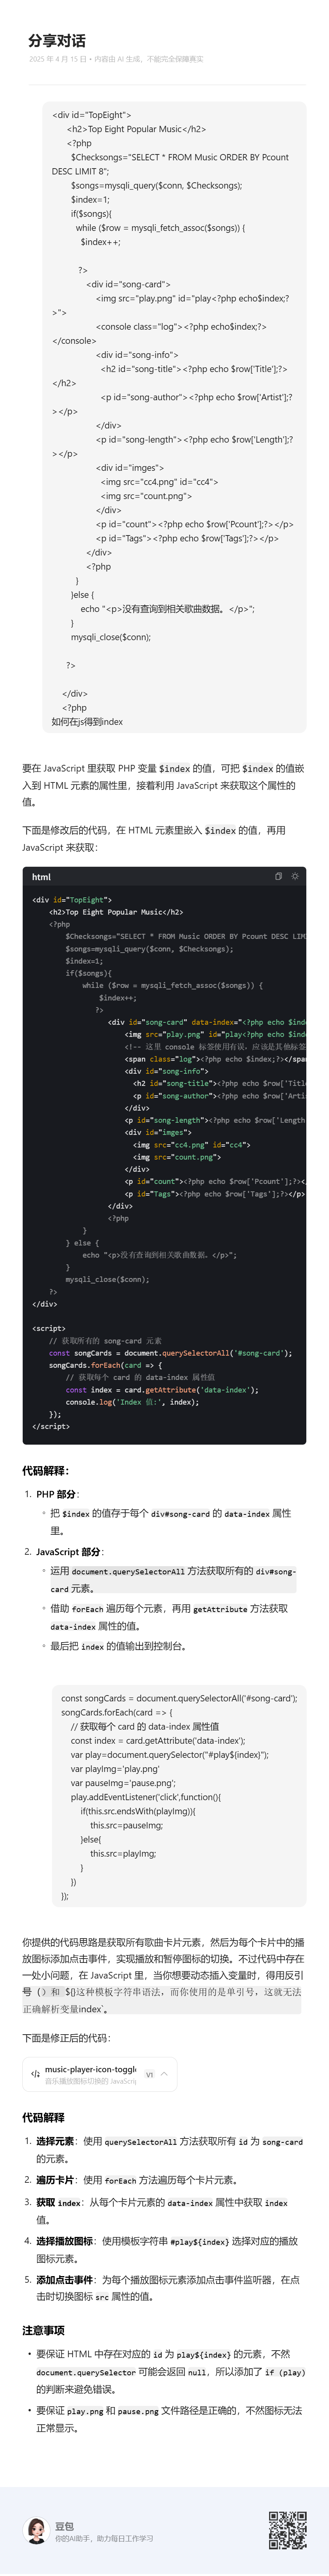 分享对话
2025 年 4 月 15 日 • 内容由 AI 生成，不能完全保障真实
<div id="TopEight">
<h2>Top Eight Popular Music</h2>
<?php
$Checksongs="SELECT * FROM Music ORDER BY Pcount
DESC LIMIT 8";
$songs=mysqli_query($conn, $Checksongs);
$index=1;
if($songs){
while ($row = mysqli_fetch_assoc($songs)) {
$index++;
?>
<div id="song-card">
<img src="play.png" id="play<?php echo$index;?
>">
<console class="log"><?php echo$index;?>
</console>
<div id="song-info">
<h2 id="song-title"><?php echo $row['Title'];?>
</h2>
<p id="song-author"><?php echo $row['Artist'];?
></p>
</div>
<p id="song-length"><?php echo $row['Length'];?
></p>
<div id="imges">
<img src="cc4.png" id="cc4">
<img src="count.png">
</div>
<p id="count"><?php echo $row['Pcount'];?></p>
<p id="Tags"><?php echo $row['Tags'];?></p>
</div>
<?php
}
}else {
echo "<p>没有查询到相关歌曲数据。</p>";
}
mysqli_close($conn);
?>
</div>
<?php
如何在js得到index
要在 JavaScript 里获取 PHP 变量 $index 的值，可把 $index 的值嵌
入到 HTML 元素的属性里，接着利用 JavaScript 来获取这个属性的
值。
下面是修改后的代码，在 HTML 元素里嵌入 $index 的值，再用
JavaScript 来获取：
html
<div id="TopEight">
<h2>Top Eight Popular Music</h2>
<?php
$Checksongs="SELECT * FROM Music ORDER BY Pcount DESC LIM
$songs=mysqli_query($conn, $Checksongs);
$index=1;
if($songs){
while ($row = mysqli_fetch_assoc($songs)) {
$index++;
?>
<div id="song-card" data-index="<?php echo $inde
<img src="play.png" id="play<?php echo $inde
<!-- 这里 console 标签使用有误，应该是其他标签
<span class="log"><?php echo $index;?></span
<div id="song-info">
<h2 id="song-title"><?php echo $row['Titl
<p id="song-author"><?php echo $row['Arti
</div>
<p id="song-length"><?php echo $row['Length
<div id="imges">
<img src="cc4.png" id="cc4">
<img src="count.png">
</div>
<p id="count"><?php echo $row['Pcount'];?></
<p id="Tags"><?php echo $row['Tags'];?></p>
</div>
<?php
}
} else {
echo "<p>没有查询到相关歌曲数据。</p>";
}
mysqli_close($conn);
?>
</div>
<script>
// 获取所有的 song-card 元素
const songCards = document.querySelectorAll('#song-card');
songCards.forEach(card => {
// 获取每个 card 的 data-index 属性值
const index = card.getAttribute('data-index');
console.log('Index 值:', index);
});
</script>
代码解释：
1. PHP 部分：
◦ 把 $index 的值存于每个 div#song-card 的 data-index 属性
里。
2. JavaScript 部分：
◦ 运用 document.querySelectorAll 方法获取所有的 div#song-
card 元素。
◦ 借助 forEach 遍历每个元素，再用 getAttribute 方法获取
data-index 属性的值。
◦ 最后把 index 的值输出到控制台。
const songCards = document.querySelectorAll('#song-card');
songCards.forEach(card => {
// 获取每个 card 的 data-index 属性值
const index = card.getAttribute('data-index');
var play=document.querySelector("#play${index}");
var playImg='play.png'
var pauseImg='pause.png';
play.addEventListener('click',function(){
if(this.src.endsWith(playImg)){
this.src=pauseImg;
}else{
this.src=playImg;
}
})
});
你提供的代码思路是获取所有歌曲卡片元素，然后为每个卡片中的播
放图标添加点击事件，实现播放和暂停图标的切换。不过代码中存在
一处小问题，在 JavaScript 里，当你想要动态插入变量时，得用反引
号（）和 ${}这种模板字符串语法，而你使用的是单引号，这就无法
正确解析变量index`。
下面是修正后的代码：
music-player-icon-toggl
音乐播放图标切换的 JavaScrip
V1
代码解释
1. 选择元素：使用 querySelectorAll 方法获取所有 id 为 song-card
的元素。
2. 遍历卡片：使用 forEach 方法遍历每个卡片元素。
3. 获取 index：从每个卡片元素的 data-index 属性中获取 index
值。
4. 选择播放图标：使用模板字符串 #play${index} 选择对应的播放
图标元素。
5. 添加点击事件：为每个播放图标元素添加点击事件监听器，在点
击时切换图标 src 属性的值。
注意事项
• 要保证 HTML 中存在对应的 id 为 play${index} 的元素，不然
document.querySelector 可能会返回 null，所以添加了 if (play)
的判断来避免错误。
• 要保证 play.png 和 pause.png 文件路径是正确的，不然图标无法
正常显示。
豆包
你的AI助手，助力每日工作学习